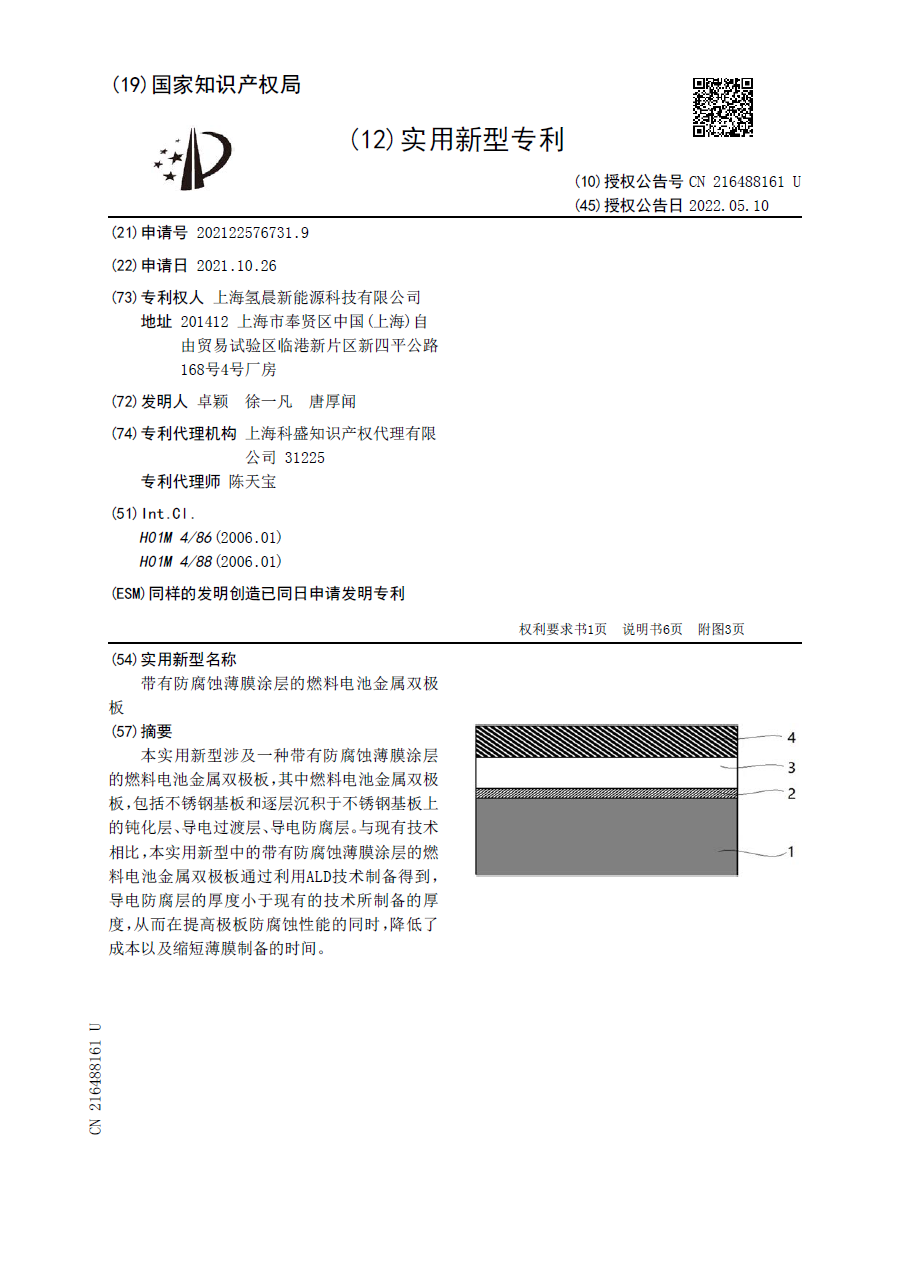 (19)国家知识产权局
(12)实用新型专利
(10)授权公告号 CN 216488161 U
(45)授权公告日 2022.05.10
(21)申请号 202122576731.9
(22)申请日 2021.10.26
(73)专利权人 上海氢晨新能源科技有限公司
地址 201412 上海市奉贤区中国(上海)自
由贸易试验区临港新片区新四平公路
168号4号厂房
(72)发明人 卓颖 徐一凡 唐厚闻
(74)专利代理机构 上海科盛知识产权代理有限
公司 31225
专利代理师 陈天宝
(51)Int.Cl.
H01M 4/86(2006.01)
H01M 4/88(2006.01)
(ESM)同样的发明创造已同日申请发明专利
权利要求书1页 说明书6页 附图3页
(54)实用新型名称
带有防腐蚀薄膜涂层的燃料电池金属双极
板
(57)摘要
本实用新型涉及一种带有防腐蚀薄膜涂层
的燃料电池金属双极板,其中燃料电池金属双极
板,包括不锈钢基板和逐层沉积于不锈钢基板上
的钝化层、导电过渡层、导电防腐层。与现有技术
相比,本实用新型中的带有防腐蚀薄膜涂层的燃
料电池金属双极板通过利用ALD技术制备得到,
导电防腐层的厚度小于现有的技术所制备的厚
度,从而在提高极板防腐蚀性能的同时,降低了
成本以及缩短薄膜制备的时间。
4
3
2
1
CN 216488161 U